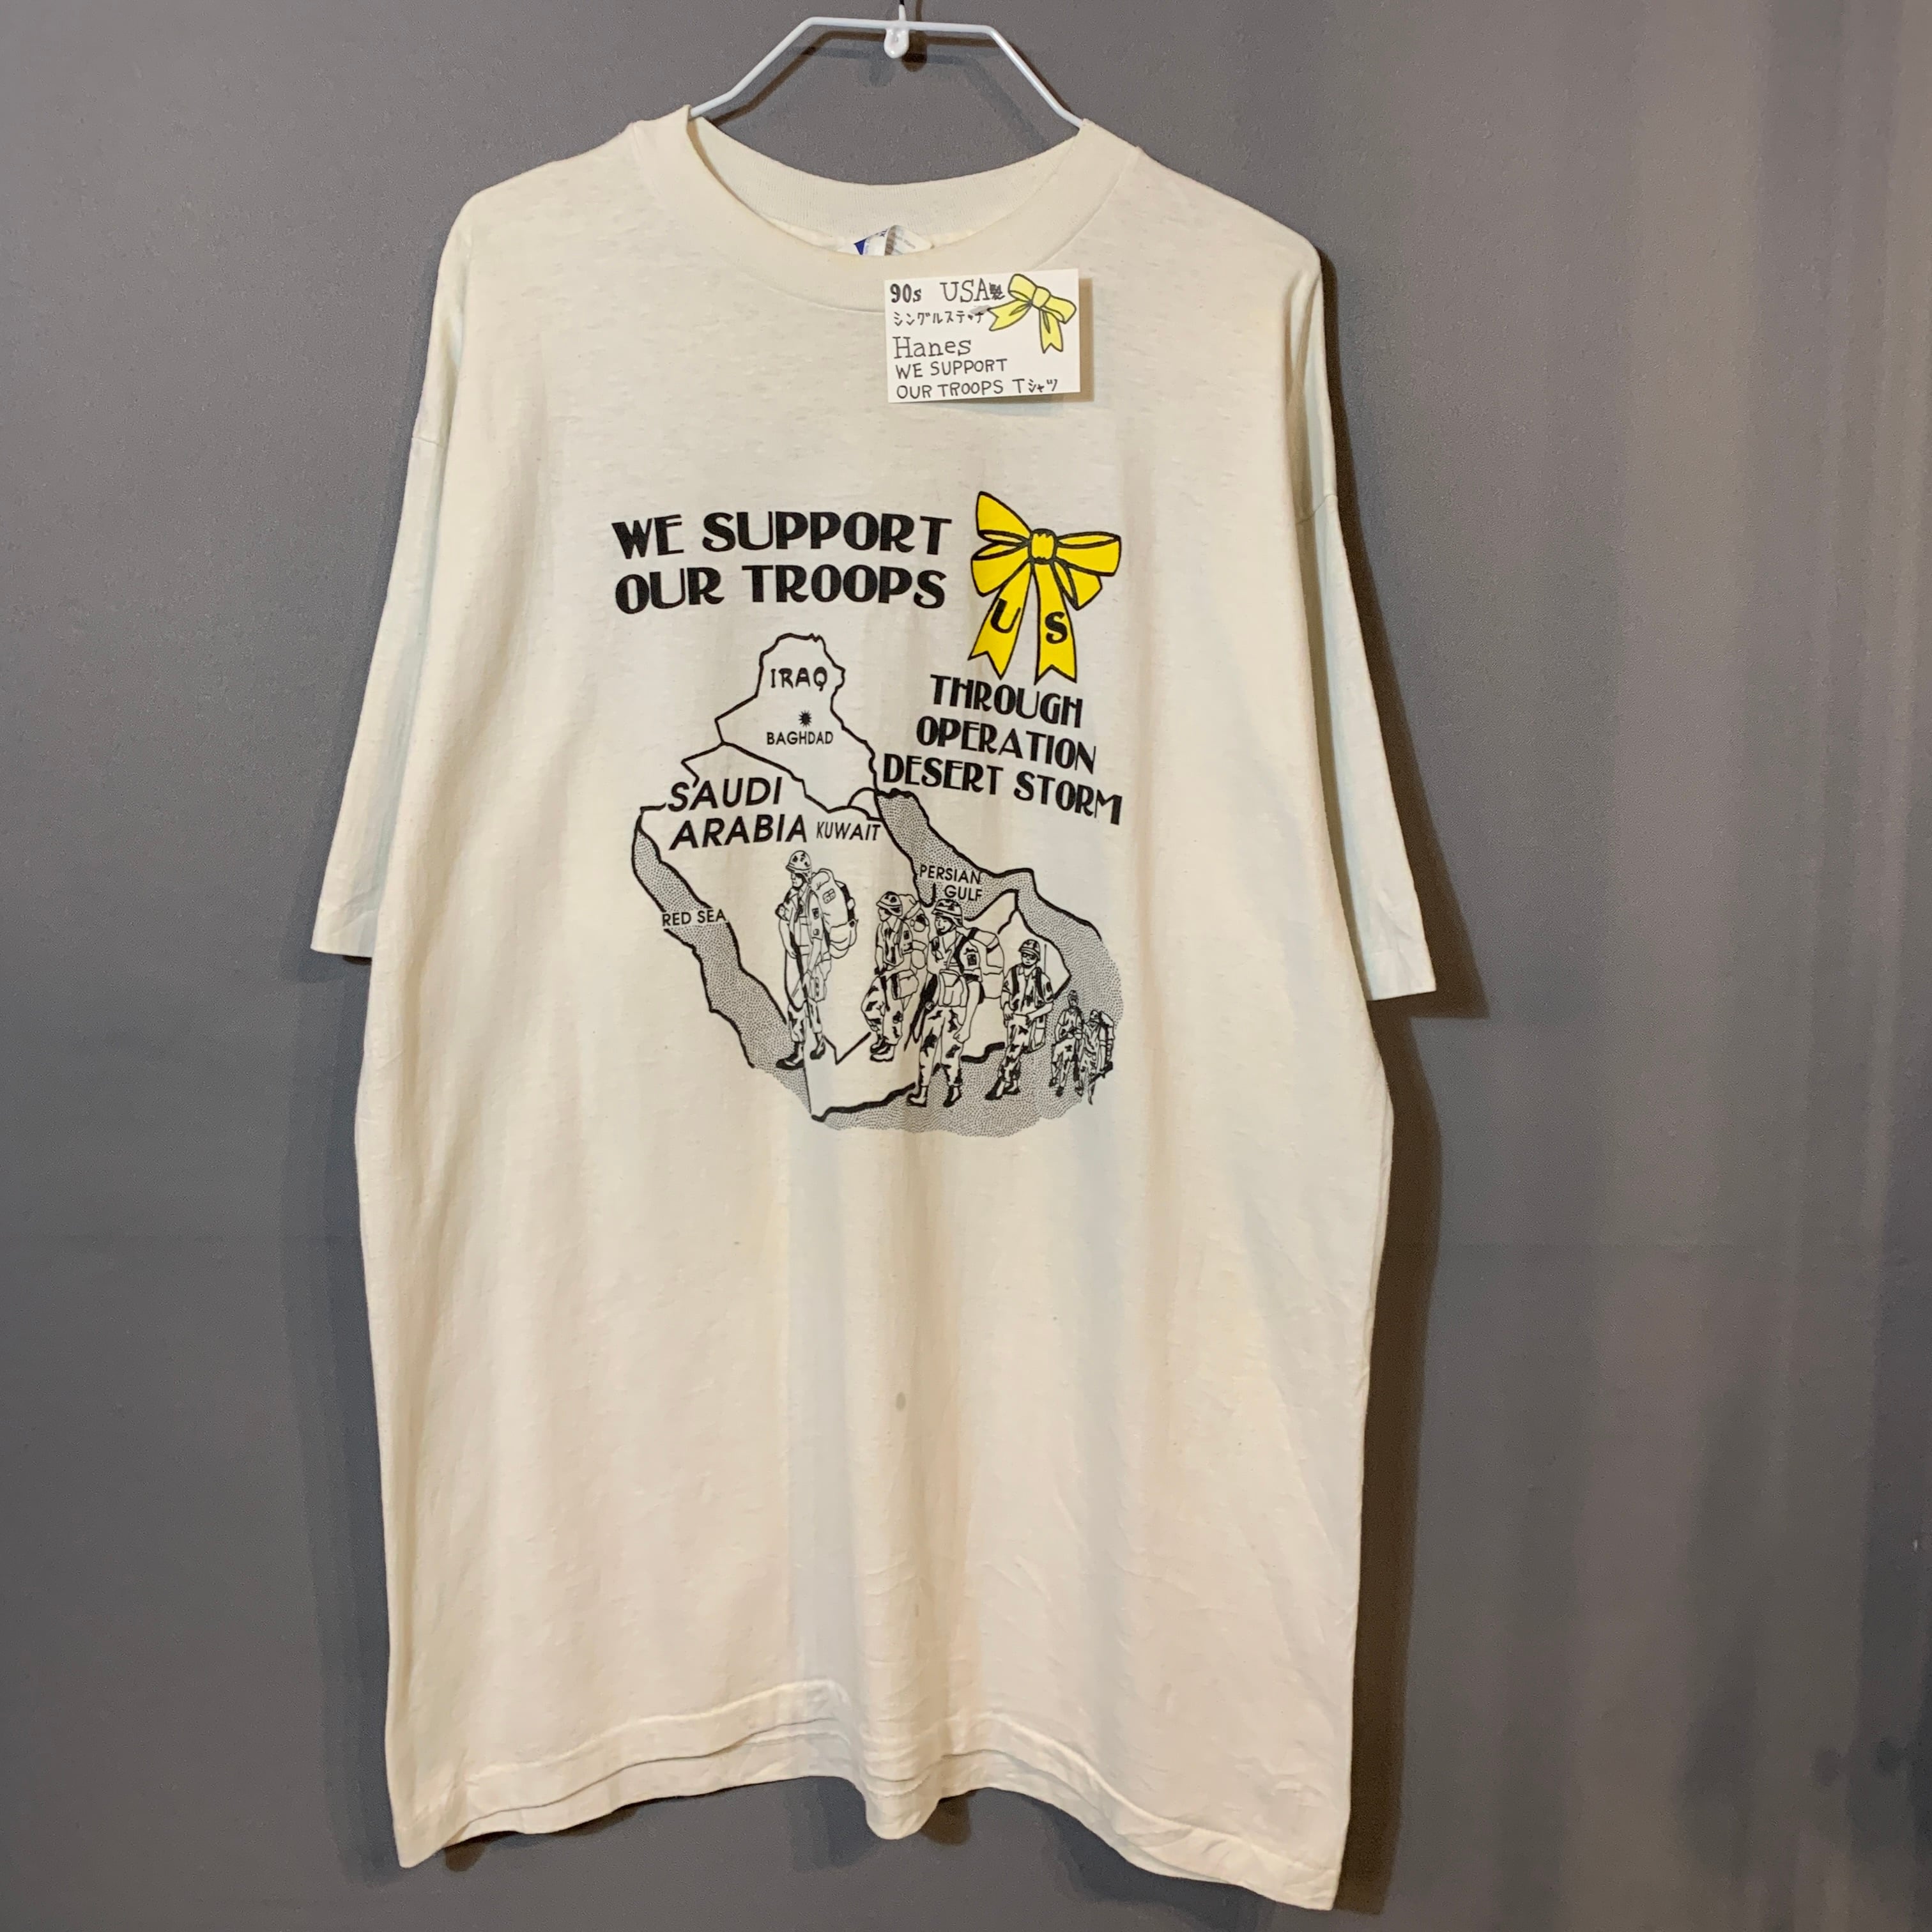 90s USA製
シングルステッチ
Hanes
WE SUPPORT
OUR TROOPS Tシャツ
WE SUPPORT
OUR TROOPS
U S
THROUGH
OPERATION
DESERT STORM
IRAQ
BAGHDAD
SAUDI
ARABIA KUWAIT
PERSIAN
GULF
RED SEA